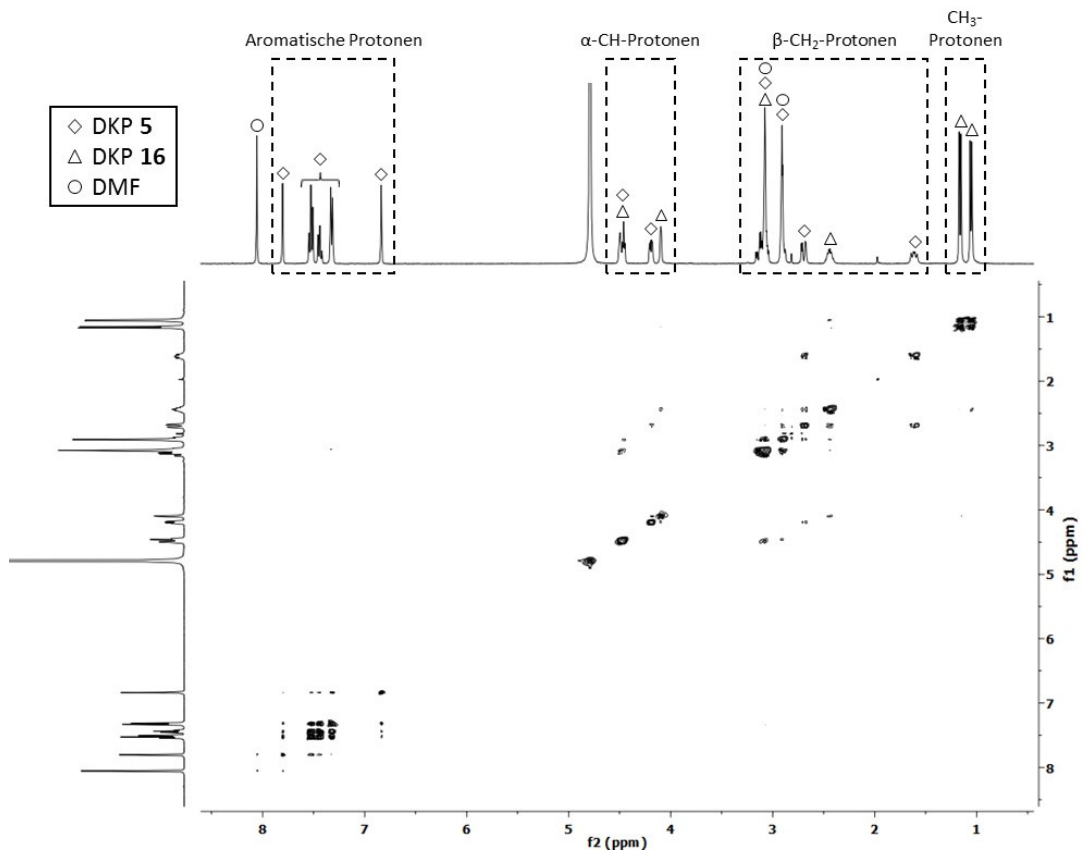 Aromatische Protonen
α-CH-Protonen
β-CH₂-Protonen
CH₃-
Protonen
DKP 5
DKP 16
DMF
1
2
3
4
5
6
7
8
f1 (ppm)
8 7 6 5 4 3 2 1
f2 (ppm)